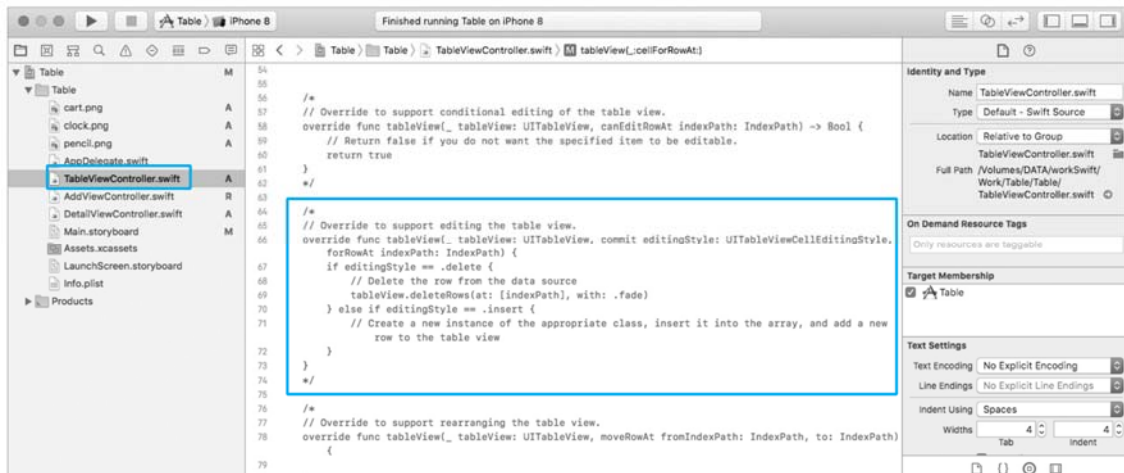 Table
iPhone 8
Finished running Table on iPhone 8
Table
Table
TableViewController.swift
M
tableView(_:cellForRowAt:)
Table M
Table
cart.png A
clock.png A
pencil.png A
AppDelegate.swift
TableViewController.swift A
AddViewController.swift R
DetailViewController.swift A
Main.storyboard M
Assets.xcassets
LaunchScreen.storyboard
Info.plist
Products
54
55
56 /*
57 // Override to support conditional editing of the table view.
58 override func tableView(_ tableView: UITableView, canEditRowAt indexPath: IndexPath) -> Bool {
59 // Return false if you do not want the specified item to be editable.
60 return true
61 }
62 */
63
64 /*
65 // Override to support editing the table view.
66 override func tableView(_ tableView: UITableView, commit editingStyle: UITableViewCellEditingStyle,
forRowAt indexPath: IndexPath) {
67 if editingStyle == .delete {
68 // Delete the row from the data source
69 tableView.deleteRows(at: [indexPath], with: .fade)
70 } else if editingStyle == .insert {
71 // Create a new instance of the appropriate class, insert it into the array, and add a new
row to the table view
72 }
73 }
74 */
75
76 /*
77 // Override to support rearranging the table view.
78 override func tableView(_ tableView: UITableView, moveRowAt fromIndexPath: IndexPath, to: IndexPath)
{
79
Identity and Type
Name TableViewController.swift
Type Default - Swift Source
Location Relative to Group
TableViewController.swift
Full Path /Volumes/DATA/workSwift/
Work/Table/Table/
TableViewController.swift
On Demand Resource Tags
Only resources are taggable
Target Membership
Table
Text Settings
Text Encoding No Explicit Encoding
Line Endings No Explicit Line Endings
Indent Using Spaces
Widths 4 4
Tab Indent